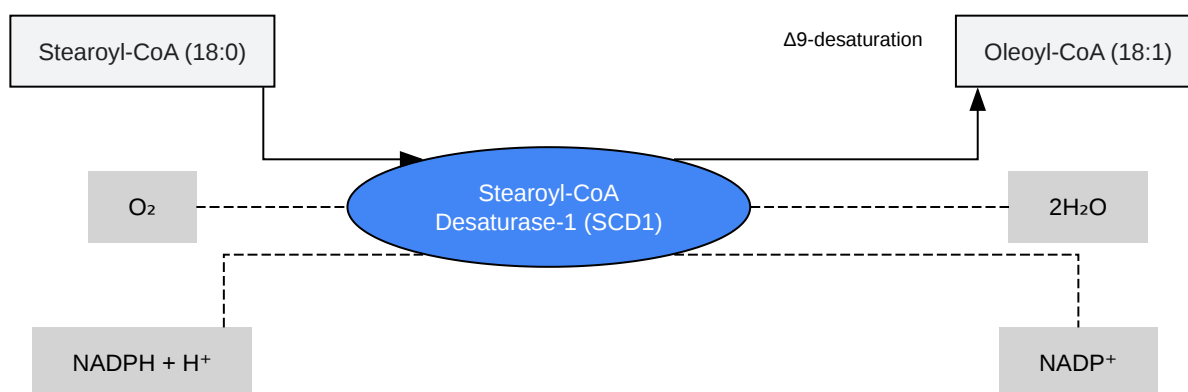 Stearoyl-CoA (18:0)
Δ9-desaturation
Oleoyl-CoA (18:1)
Stearoyl-CoA
Desaturase-1 (SCD1)
O₂
2H₂O
NADPH + H⁺
NADP⁺